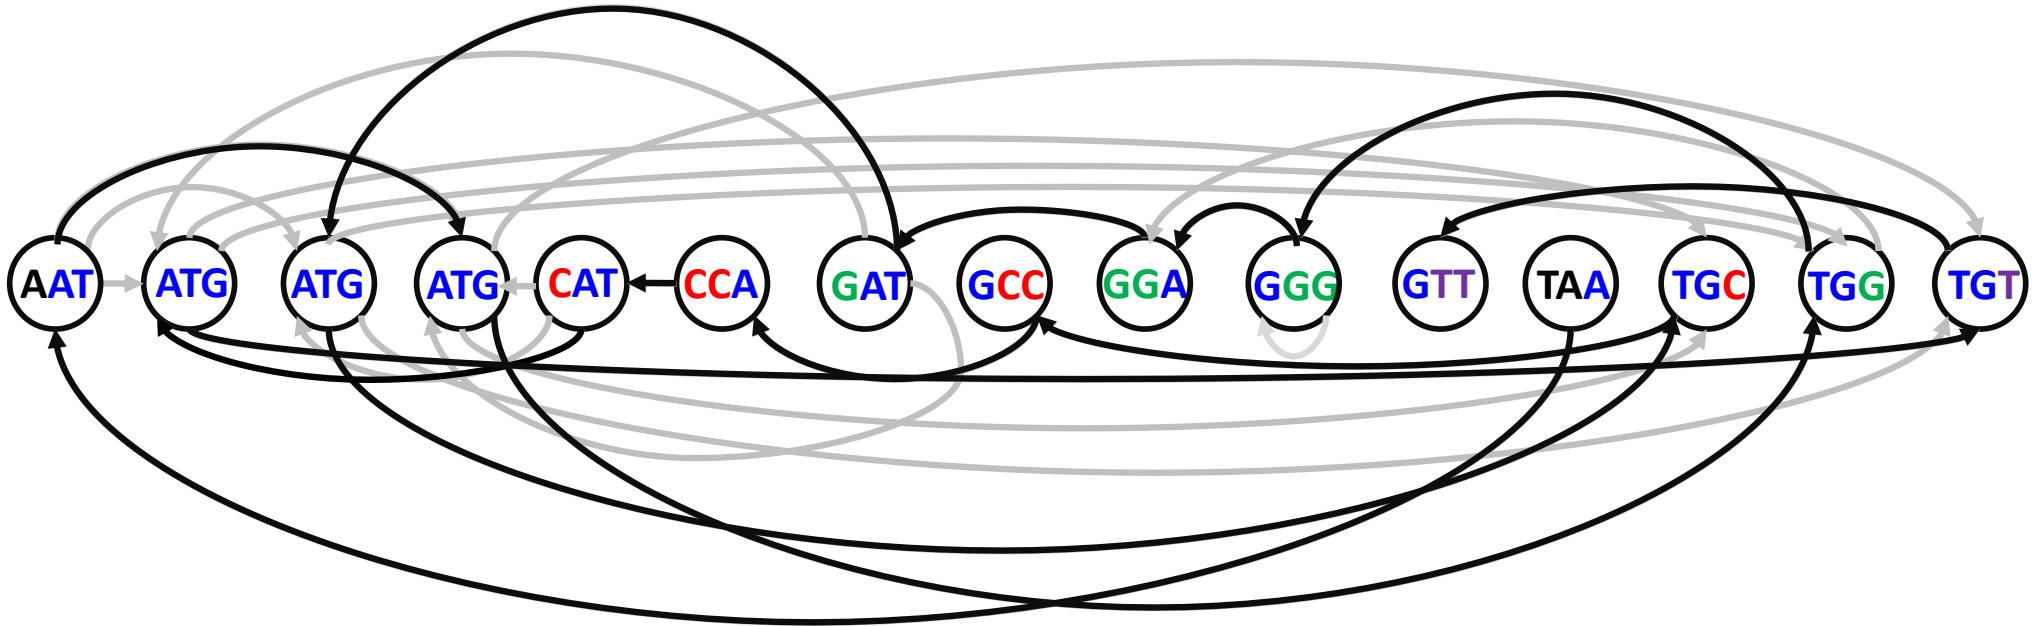 AAT ATG ATG ATG CAT CCA GAT GCC GGA GGG GTT TAA TGC TGG TGT